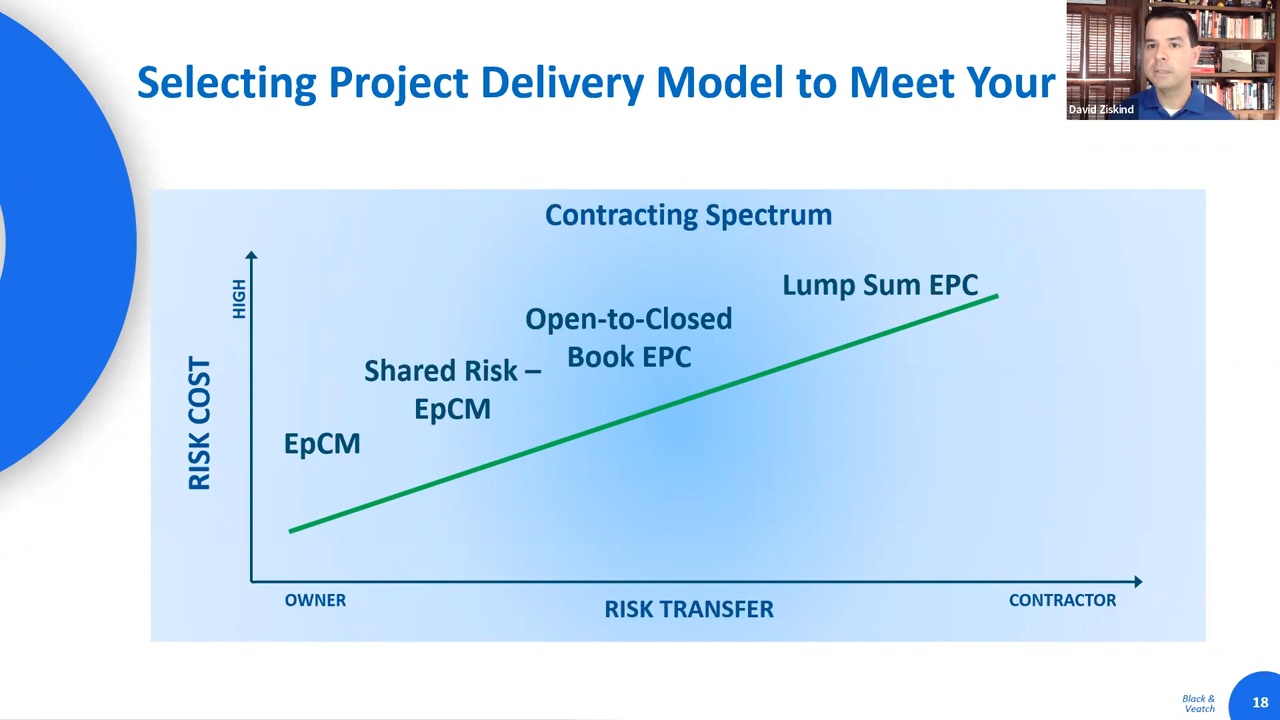 Selecting Project Delivery Model to Meet Your
David Ziskind
Contracting Spectrum
HIGH
RISK COST
Lump Sum EPC
Open-to-Closed
Book EPC
Shared Risk –
EpCM
EpCM
OWNER
RISK TRANSFER
CONTRACTOR
Black &
Veatch
18